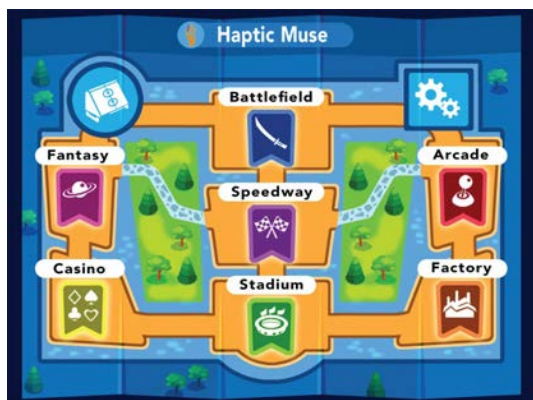 Haptic Muse
Battlefield
Fantasy
Arcade
Speedway
Casino
Factory
Stadium